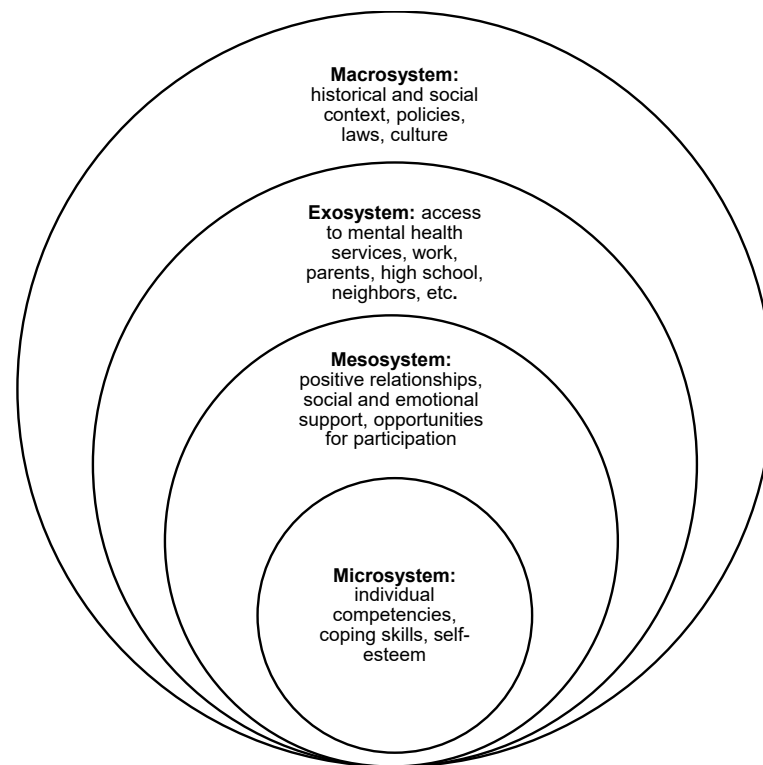 Macrosystem:
historical and social
context, policies,
laws, culture
Exosystem: access
to mental health
services, work,
parents, high school,
neighbors, etc.
Mesosystem:
positive relationships,
social and emotional
support, opportunities
for participation
Microsystem:
individual
competencies,
coping skills, self-
esteem